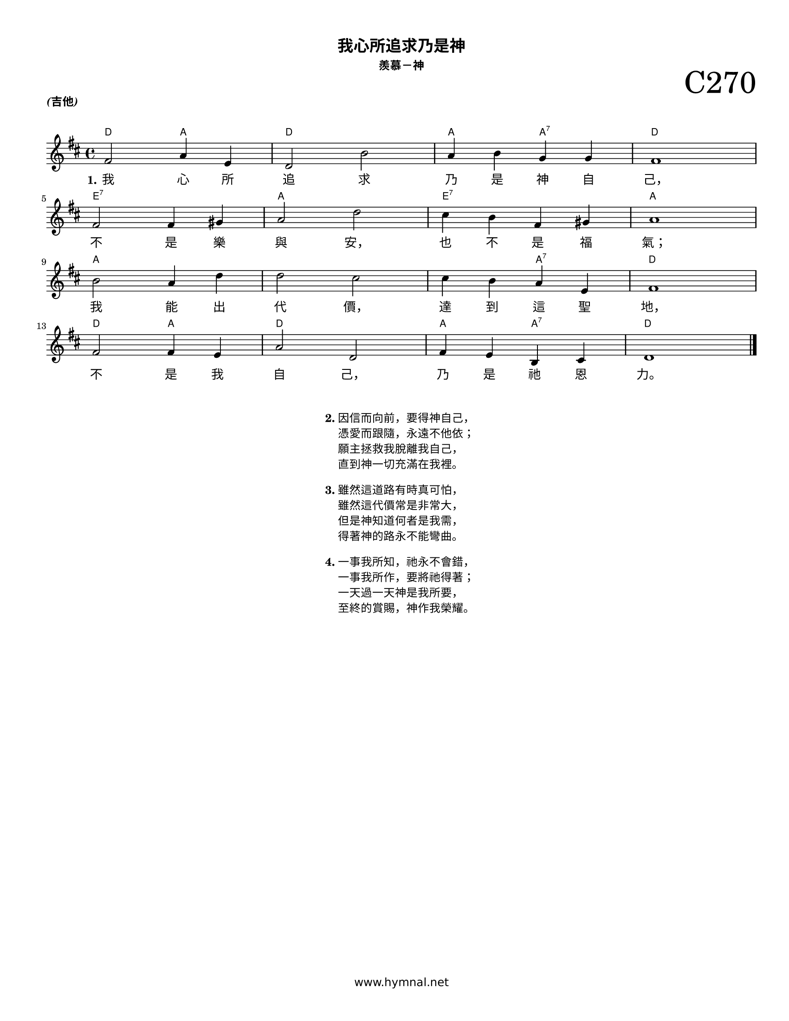 我心所追求乃是神
羨慕－神
C270
(吉他)
D A D A A7 D
1. 我 心 所 追 求 乃 是 神 自 己，
5
E7 A E7 A
不 是 樂 與 安， 也 不 是 福 氣；
9
A A7 D
我 能 出 代 價， 達 到 這 聖 地，
13
D A D A A7 D
不 是 我 自 己， 乃 是 祂 恩 力。
2. 因信而向前，要得神自己，
憑愛而跟隨，永遠不他依；
願主拯救我脫離我自己，
直到神一切充滿在我裡。
3. 雖然這道路有時真可怕，
雖然這代價常是非常大，
但是神知道何者是我需，
得著神的路永不能彎曲。
4. 一事我所知，祂永不會錯，
一事我所作，要將祂得著；
一天過一天神是我所要，
至終的賞賜，神作我榮耀。
www.hymnal.net